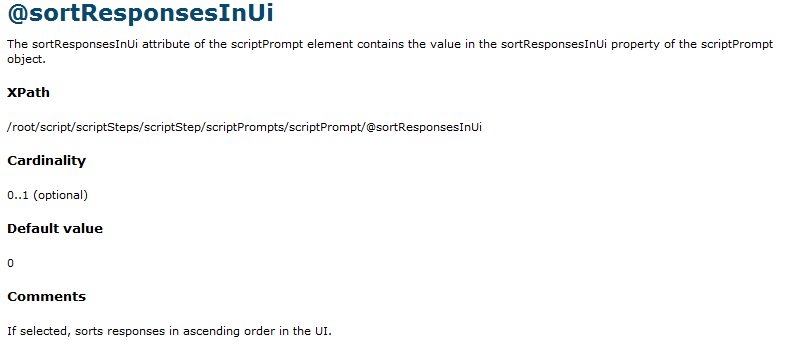 @sortResponsesInUi
The sortResponsesInUi attribute of the scriptPrompt element contains the value in the sortResponsesInUi property of the scriptPrompt
object.
XPath
/root/script/scriptSteps/scriptStep/scriptPrompts/scriptPrompt/@sortResponsesInUi
Cardinality
0..1 (optional)
Default value
0
Comments
If selected, sorts responses in ascending order in the UI.